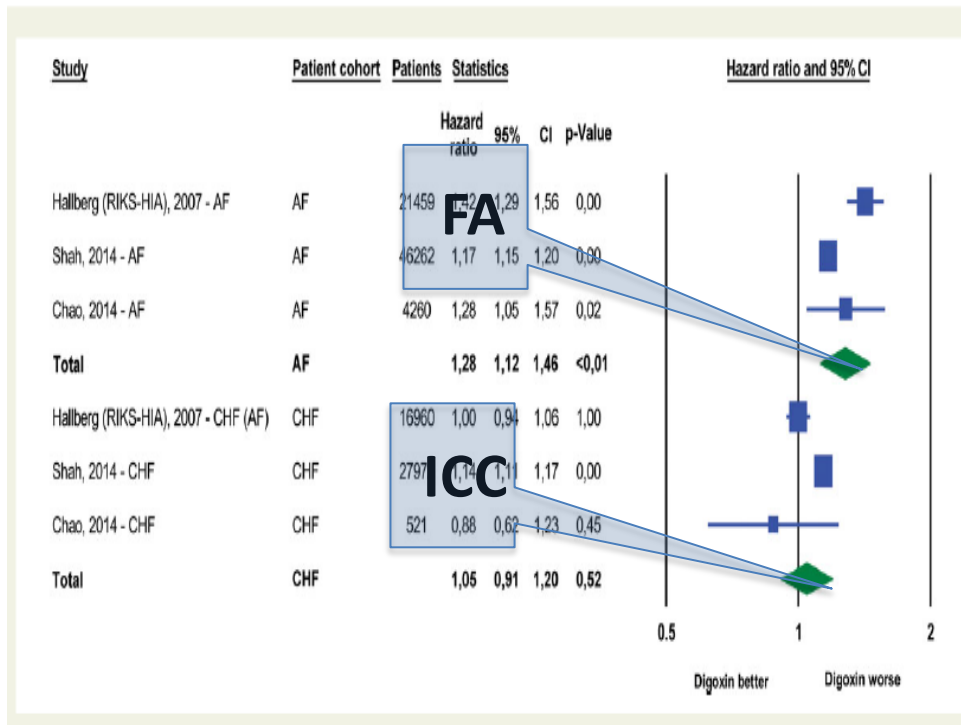 Study Patient cohort Patients Statistics Hazard ratio and 95% CI
Hazard ratio 95% CI p-Value
Hallberg (RIKS-HIA), 2007 - AF AF 21459 1,42 1,29 1,56 0,00
FA
Shah, 2014 - AF AF 46262 1,17 1,15 1,20 0,00
Chao, 2014 - AF AF 4260 1,28 1,05 1,57 0,02
Total AF 1,28 1,12 1,46 <0,01
Hallberg (RIKS-HIA), 2007 - CHF (AF) CHF 16960 1,00 0,94 1,06 1,00
Shah, 2014 - CHF CHF 1,14 1,11 1,17 0,00
ICC
Chao, 2014 - CHF CHF 521 0,88 0,62 1,23 0,45
Total CHF 1,05 0,91 1,20 0,52
0.5 1 2
Digoxin better Digoxin worse